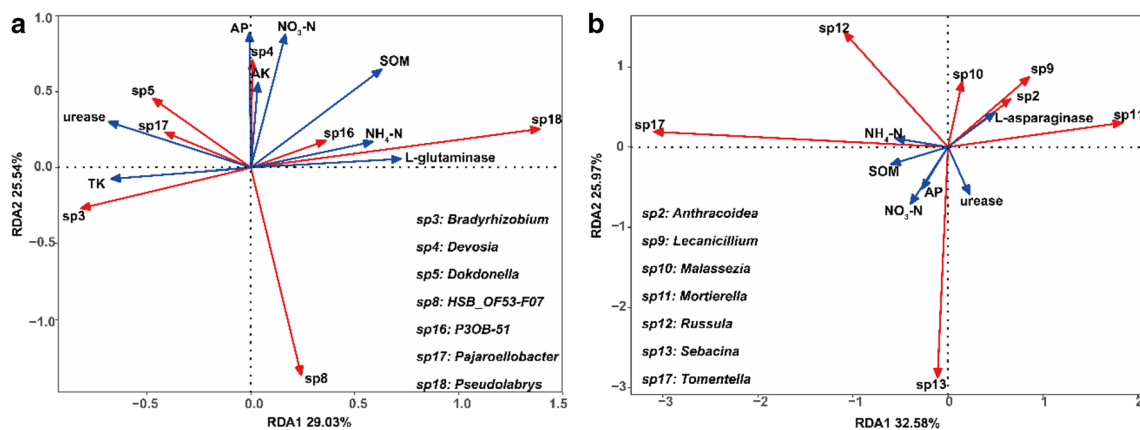 a
1.0
0.5
0.0
−0.5
−1.0
RDA2 25.54%
AP
NO₃-N
sp4
AK
SOM
sp5
urease
sp17
sp16
NH₄-N
sp18
L-glutaminase
TK
sp3
sp8
sp3: Bradyrhizobium
sp4: Devosia
sp5: Dokdonella
sp8: HSB_OF53-F07
sp16: P3OB-51
sp17: Pajaroellobacter
sp18: Pseudolabrys
−0.5
0.0
0.5
1.0
1.5
RDA1 29.03%
b
1
0
−1
−2
−3
RDA2 25.97%
sp12
sp10
sp9
sp2
L-asparaginase
sp11
sp17
NH₄-N
SOM
AP
NO₃-N
urease
sp13
sp2: Anthracoidea
sp9: Lecanicillium
sp10: Malassezia
sp11: Mortierella
sp12: Russula
sp13: Sebacina
sp17: Tomentella
−3
−2
−1
0
1
2
RDA1 32.58%